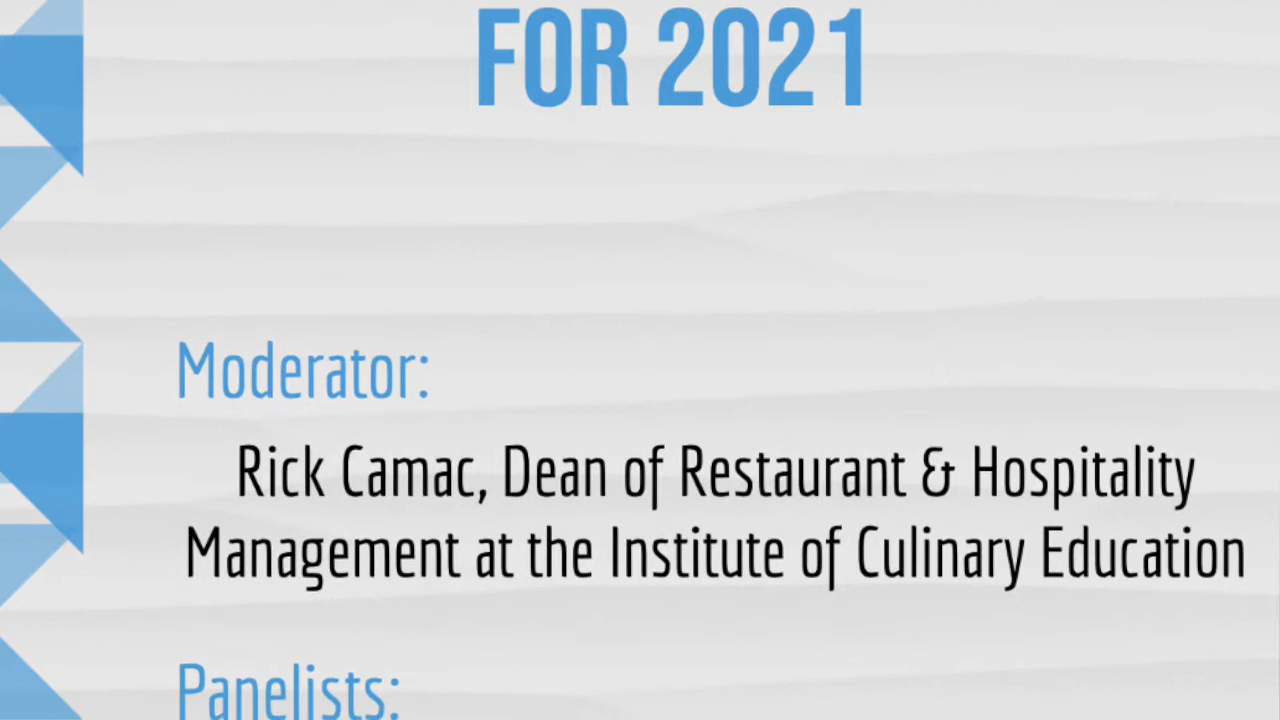 FOR 2021
Moderator:
Rick Camac, Dean of Restaurant & Hospitality
Management at the Institute of Culinary Education
Panelists: